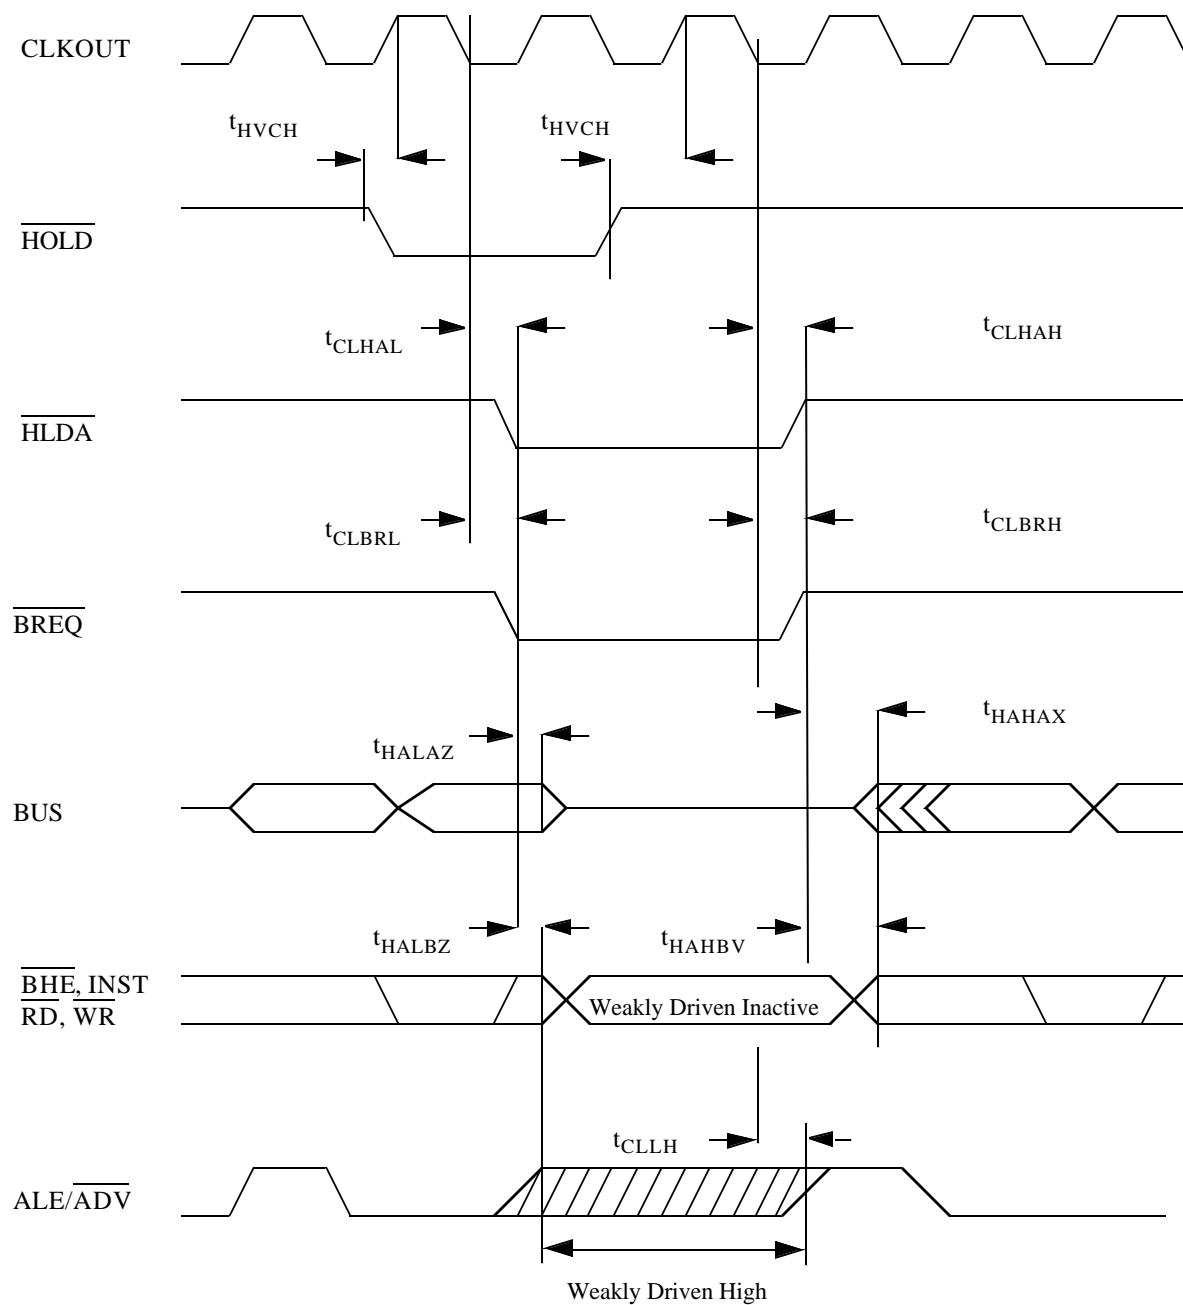 CLKOUT
tHVCH tHVCH
HOLD
tCLHAL tCLHAH
HLDA
tCLBRL tCLBRH
BREQ
tHAHAX
tHALAZ
BUS
tHALBZ tHAHBV
BHE, INST
RD, WR
Weakly Driven Inactive
tCLLH
ALE/ADV
Weakly Driven High